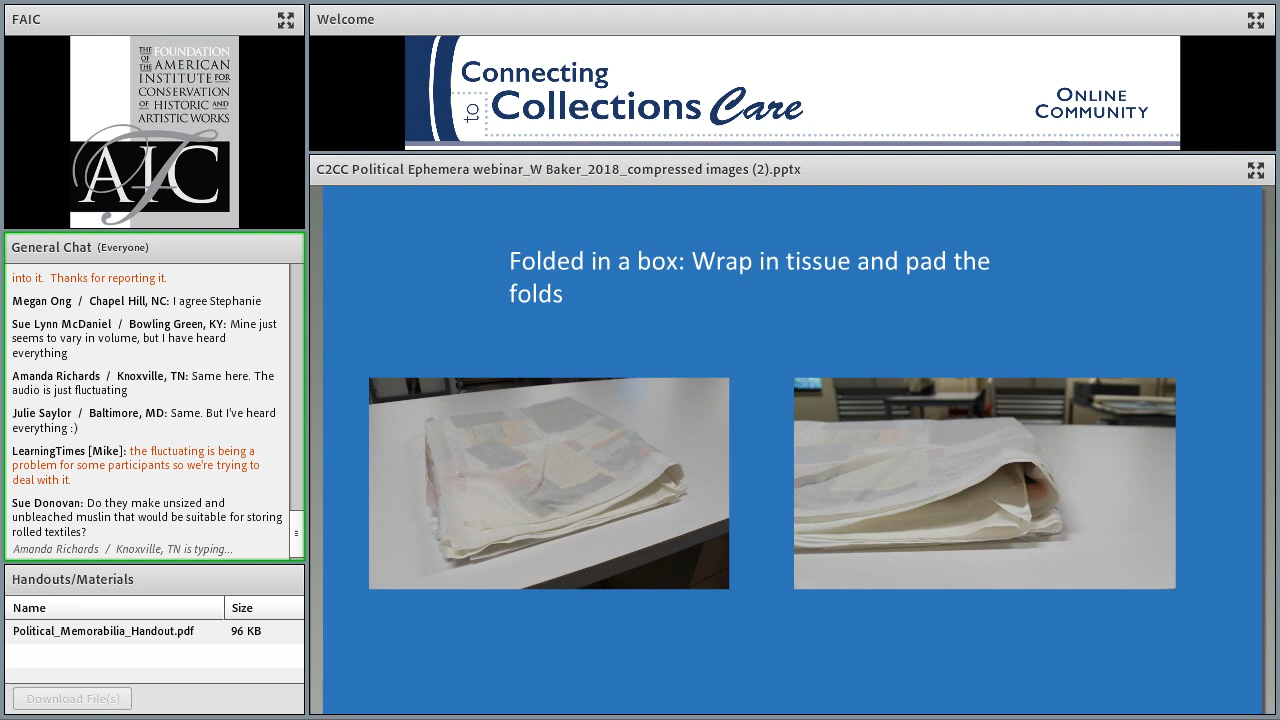 FAIC
THE FOUNDATION
OF THE AMERICAN
INSTITUTE FOR
CONSERVATION
OF HISTORIC AND
ARTISTIC WORKS
AIC
General Chat (Everyone)
into it. Thanks for reporting it.
Megan Ong / Chapel Hill, NC: I agree Stephanie
Sue Lynn McDaniel / Bowling Green, KY: Mine just
seems to vary in volume, but I have heard
everything
Amanda Richards / Knoxville, TN: Same here. The
audio is just fluctuating
Julie Saylor / Baltimore, MD: Same. But I've heard
everything :)
LearningTimes [Mike]: the fluctuating is being a
problem for some participants so we're trying to
deal with it.
Sue Donovan: Do they make unsized and
unbleached muslin that would be suitable for storing
rolled textiles?
Amanda Richards / Knoxville, TN is typing...
Handouts/Materials
Name Size
Political_Memorabilia_Handout.pdf 96 KB
Download File(s)
Welcome
Connecting
to Collections Care
ONLINE
COMMUNITY
C2CC Political Ephemera webinar_W Baker_2018_compressed images (2).pptx
Folded in a box: Wrap in tissue and pad the
folds